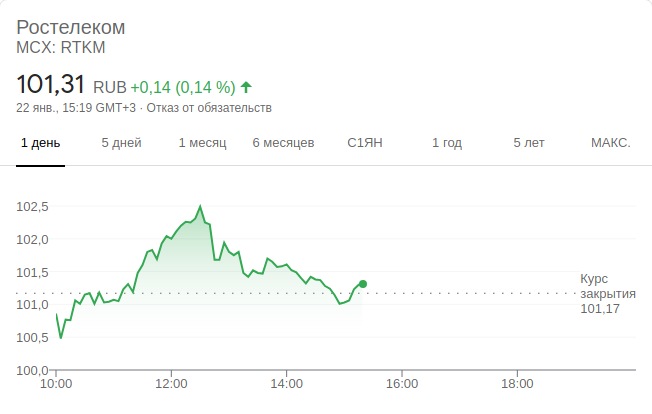 Ростелеком
MCX: RTKM
101,31 RUB +0,14 (0,14 %)
22 янв., 15:19 GMT+3 · Отказ от обязательств
1 день 5 дней 1 месяц 6 месяцев С1ЯН 1 год 5 лет МАКС.
102,5
102,0
101,5
101,0
100,5
100,0
Курс
закрытия
101,17
10:00 12:00 14:00 16:00 18:00